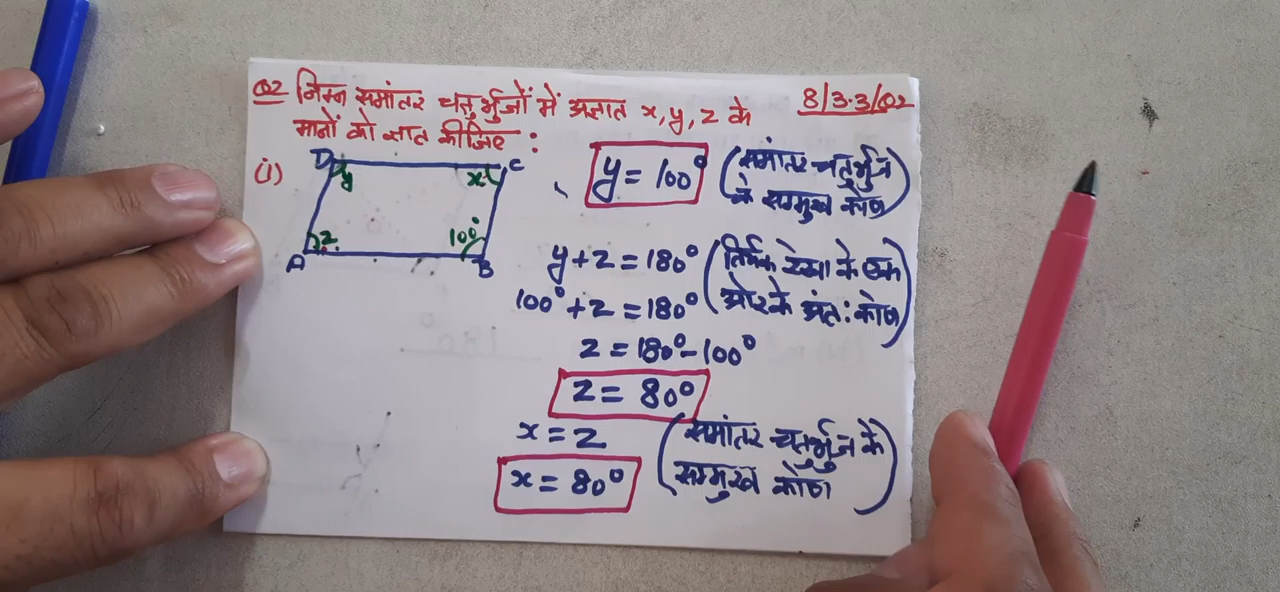 Q2 निम्न समांतर चतुर्भुजों में अज्ञात x, y, z के
मानों को ज्ञात कीजिए :
8/3.3/Q2
(i)
D
C
y
x
z
100°
A
B
y = 100° (समांतर चतुर्भुज
के सम्मुख कोण)
y + z = 180° (तिर्यक रेखा के एक
ओर के अंतः कोण)
100° + z = 180°
z = 180° - 100°
z = 80°
x = z (समांतर चतुर्भुज के
सम्मुख कोण)
x = 80°